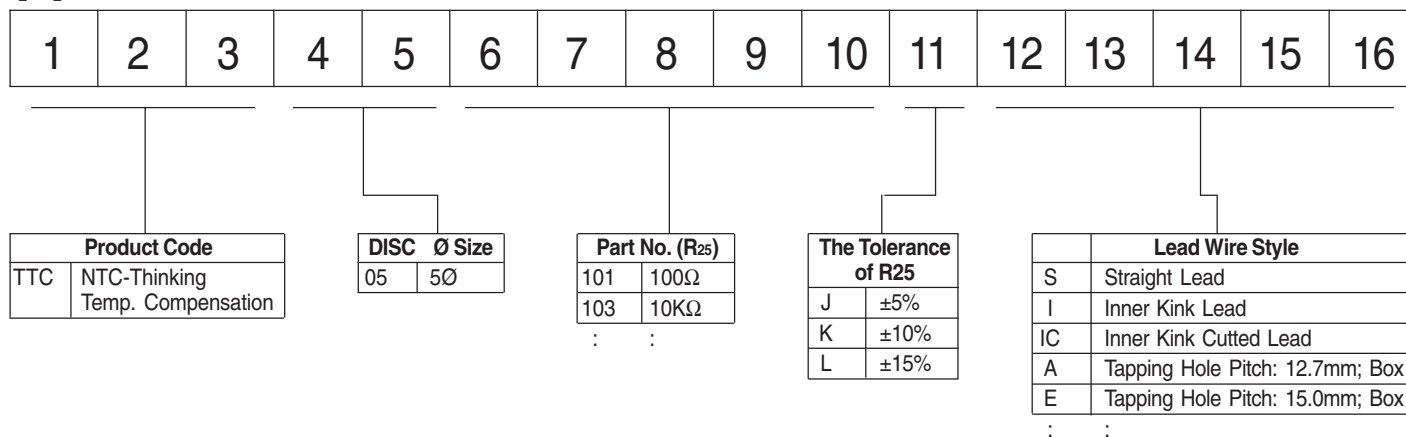 1 2 3 4 5 6 7 8 9 10 11 12 13 14 15 16
Product Code
TTC NTC-Thinking
Temp. Compensation
DISC Ø Size
05 5Ø
Part No. (R25)
101 100Ω
103 10KΩ
: :
The Tolerance
of R25
J ±5%
K ±10%
L ±15%
Lead Wire Style
S Straight Lead
I Inner Kink Lead
IC Inner Kink Cutted Lead
A Tapping Hole Pitch: 12.7mm; Box
E Tapping Hole Pitch: 15.0mm; Box
: :